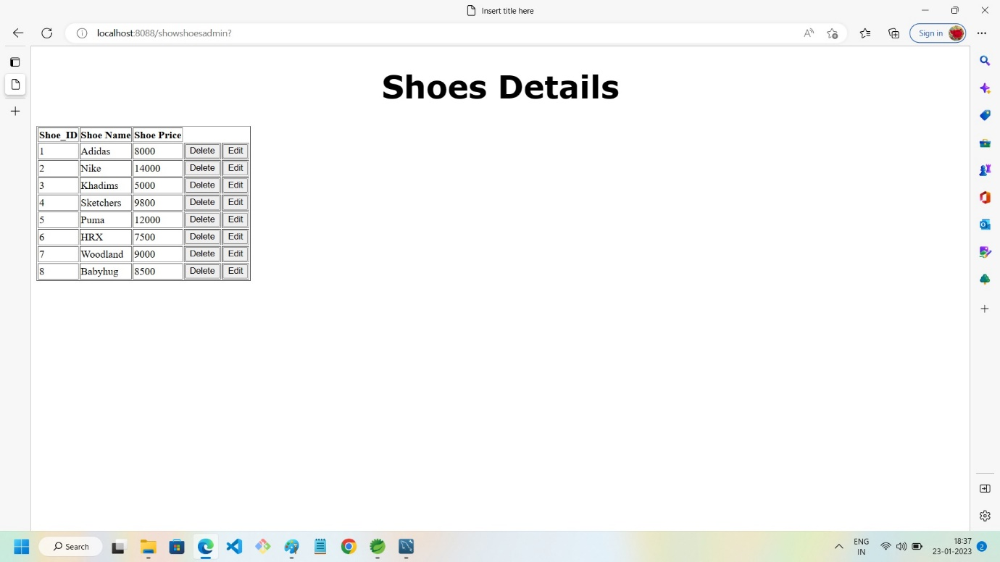 Insert title here
localhost:8088/showshoesadmin?
Sign in
Shoes Details
Shoe_ID Shoe Name Shoe Price
1 Adidas 8000 Delete Edit
2 Nike 14000 Delete Edit
3 Khadims 5000 Delete Edit
4 Sketchers 9800 Delete Edit
5 Puma 12000 Delete Edit
6 HRX 7500 Delete Edit
7 Woodland 9000 Delete Edit
8 Babyhug 8500 Delete Edit
Search
ENG
IN
18:37
23-01-2023
2